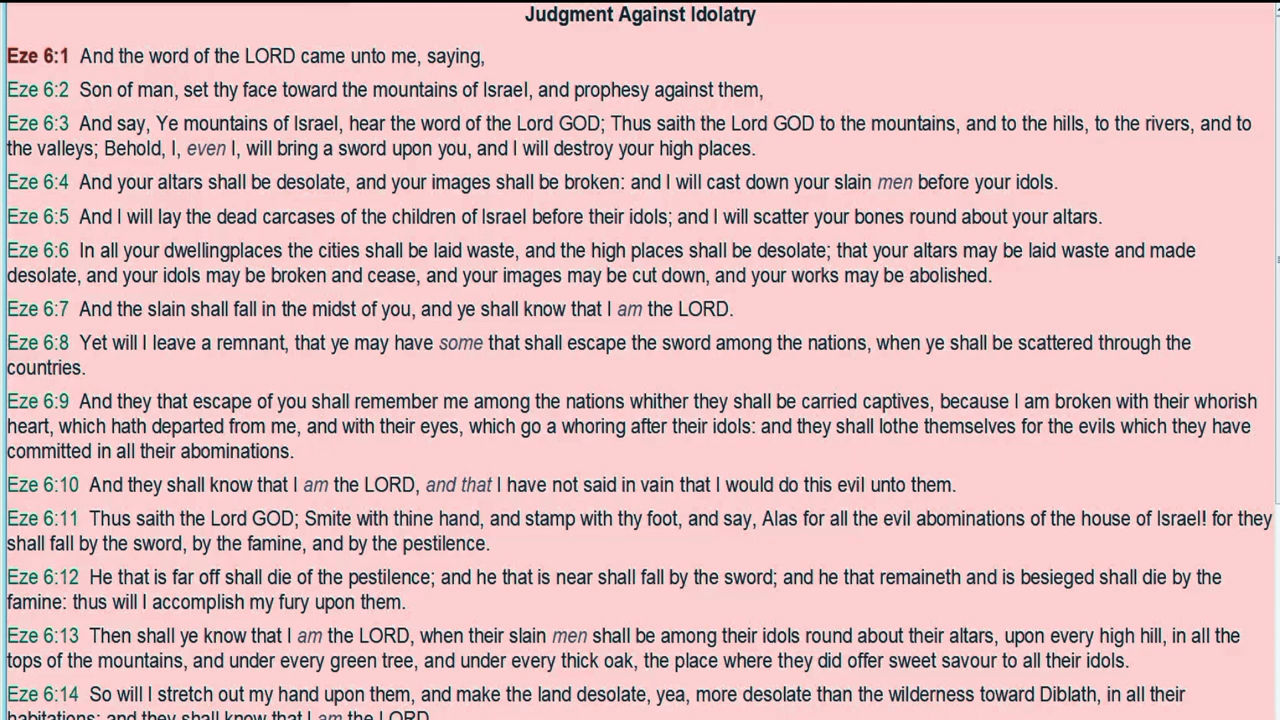 Judgment Against Idolatry
Eze 6:1 And the word of the LORD came unto me, saying,
Eze 6:2 Son of man, set thy face toward the mountains of Israel, and prophesy against them,
Eze 6:3 And say, Ye mountains of Israel, hear the word of the Lord GOD; Thus saith the Lord GOD to the mountains, and to the hills, to the rivers, and to
the valleys; Behold, I, even I, will bring a sword upon you, and I will destroy your high places.
Eze 6:4 And your altars shall be desolate, and your images shall be broken: and I will cast down your slain men before your idols.
Eze 6:5 And I will lay the dead carcases of the children of Israel before their idols; and I will scatter your bones round about your altars.
Eze 6:6 In all your dwellingplaces the cities shall be laid waste, and the high places shall be desolate; that your altars may be laid waste and made
desolate, and your idols may be broken and cease, and your images may be cut down, and your works may be abolished.
Eze 6:7 And the slain shall fall in the midst of you, and ye shall know that I am the LORD.
Eze 6:8 Yet will I leave a remnant, that ye may have some that shall escape the sword among the nations, when ye shall be scattered through the
countries.
Eze 6:9 And they that escape of you shall remember me among the nations whither they shall be carried captives, because I am broken with their whorish
heart, which hath departed from me, and with their eyes, which go a whoring after their idols: and they shall lothe themselves for the evils which they have
committed in all their abominations.
Eze 6:10 And they shall know that I am the LORD, and that I have not said in vain that I would do this evil unto them.
Eze 6:11 Thus saith the Lord GOD; Smite with thine hand, and stamp with thy foot, and say, Alas for all the evil abominations of the house of Israel! for they
shall fall by the sword, by the famine, and by the pestilence.
Eze 6:12 He that is far off shall die of the pestilence; and he that is near shall fall by the sword; and he that remaineth and is besieged shall die by the
famine: thus will I accomplish my fury upon them.
Eze 6:13 Then shall ye know that I am the LORD, when their slain men shall be among their idols round about their altars, upon every high hill, in all the
tops of the mountains, and under every green tree, and under every thick oak, the place where they did offer sweet savour to all their idols.
Eze 6:14 So will I stretch out my hand upon them, and make the land desolate, yea, more desolate than the wilderness toward Diblath, in all their
habitations: and they shall know that I am the LORD.